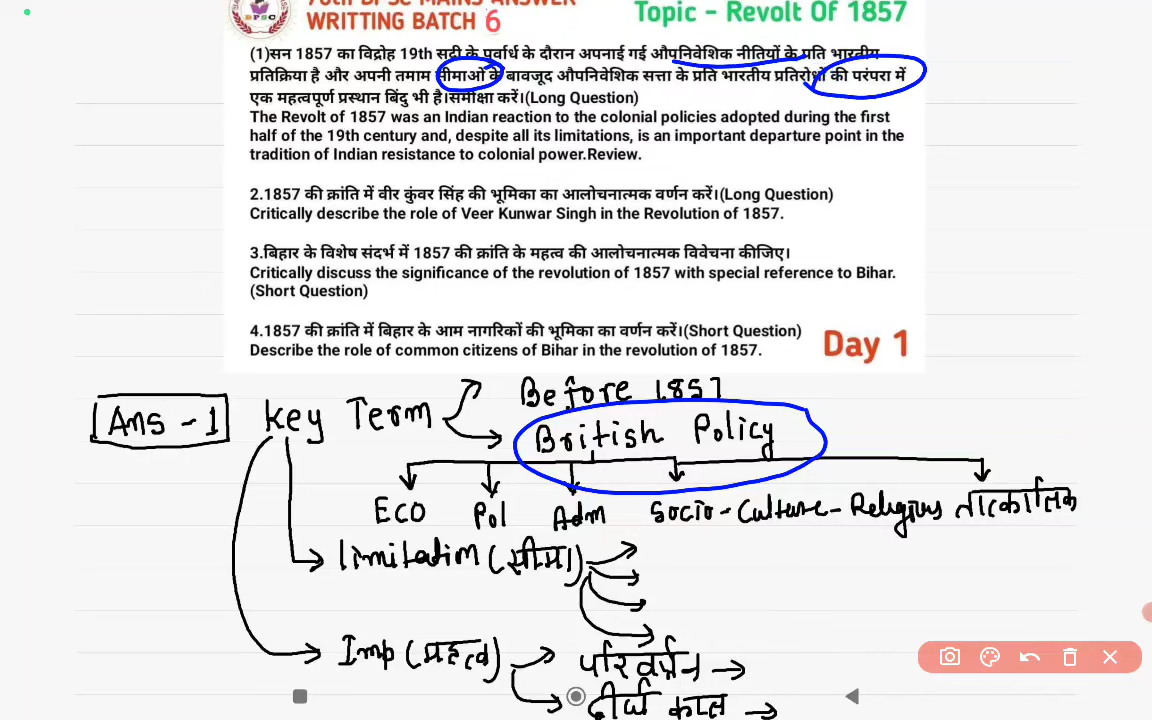 70th BPSC MAINS ANSWER
WRITTING BATCH 6
Topic - Revolt Of 1857
BPSC
(1)सन 1857 का विद्रोह 19th सदी के पूर्वार्ध के दौरान अपनाई गई औपनिवेशिक नीतियों के प्रति भारतीय
प्रतिक्रिया है और अपनी तमाम सीमाओं के बावजूद औपनिवेशिक सत्ता के प्रति भारतीय प्रतिरोधो की परंपरा में
एक महत्वपूर्ण प्रस्थान बिंदु भी है।समीक्षा करें।(Long Question)
The Revolt of 1857 was an Indian reaction to the colonial policies adopted during the first
half of the 19th century and, despite all its limitations, is an important departure point in the
tradition of Indian resistance to colonial power.Review.
2.1857 की क्रांति में वीर कुंवर सिंह की भूमिका का आलोचनात्मक वर्णन करें।(Long Question)
Critically describe the role of Veer Kunwar Singh in the Revolution of 1857.
3.बिहार के विशेष संदर्भ में 1857 की क्रांति के महत्व की आलोचनात्मक विवेचना कीजिए।
Critically discuss the significance of the revolution of 1857 with special reference to Bihar.
(Short Question)
4.1857 की क्रांति में बिहार के आम नागरिकों की भूमिका का वर्णन करें।(Short Question)
Describe the role of common citizens of Bihar in the revolution of 1857.
Day 1
Before 1857
Ans - 1 Key Term
British Policy
ECO Pol Adm Socio - Culture - Religious तात्कालिक
limitation (सीमा)
Imp (महत्व) परिवर्तन
दीर्घ काल